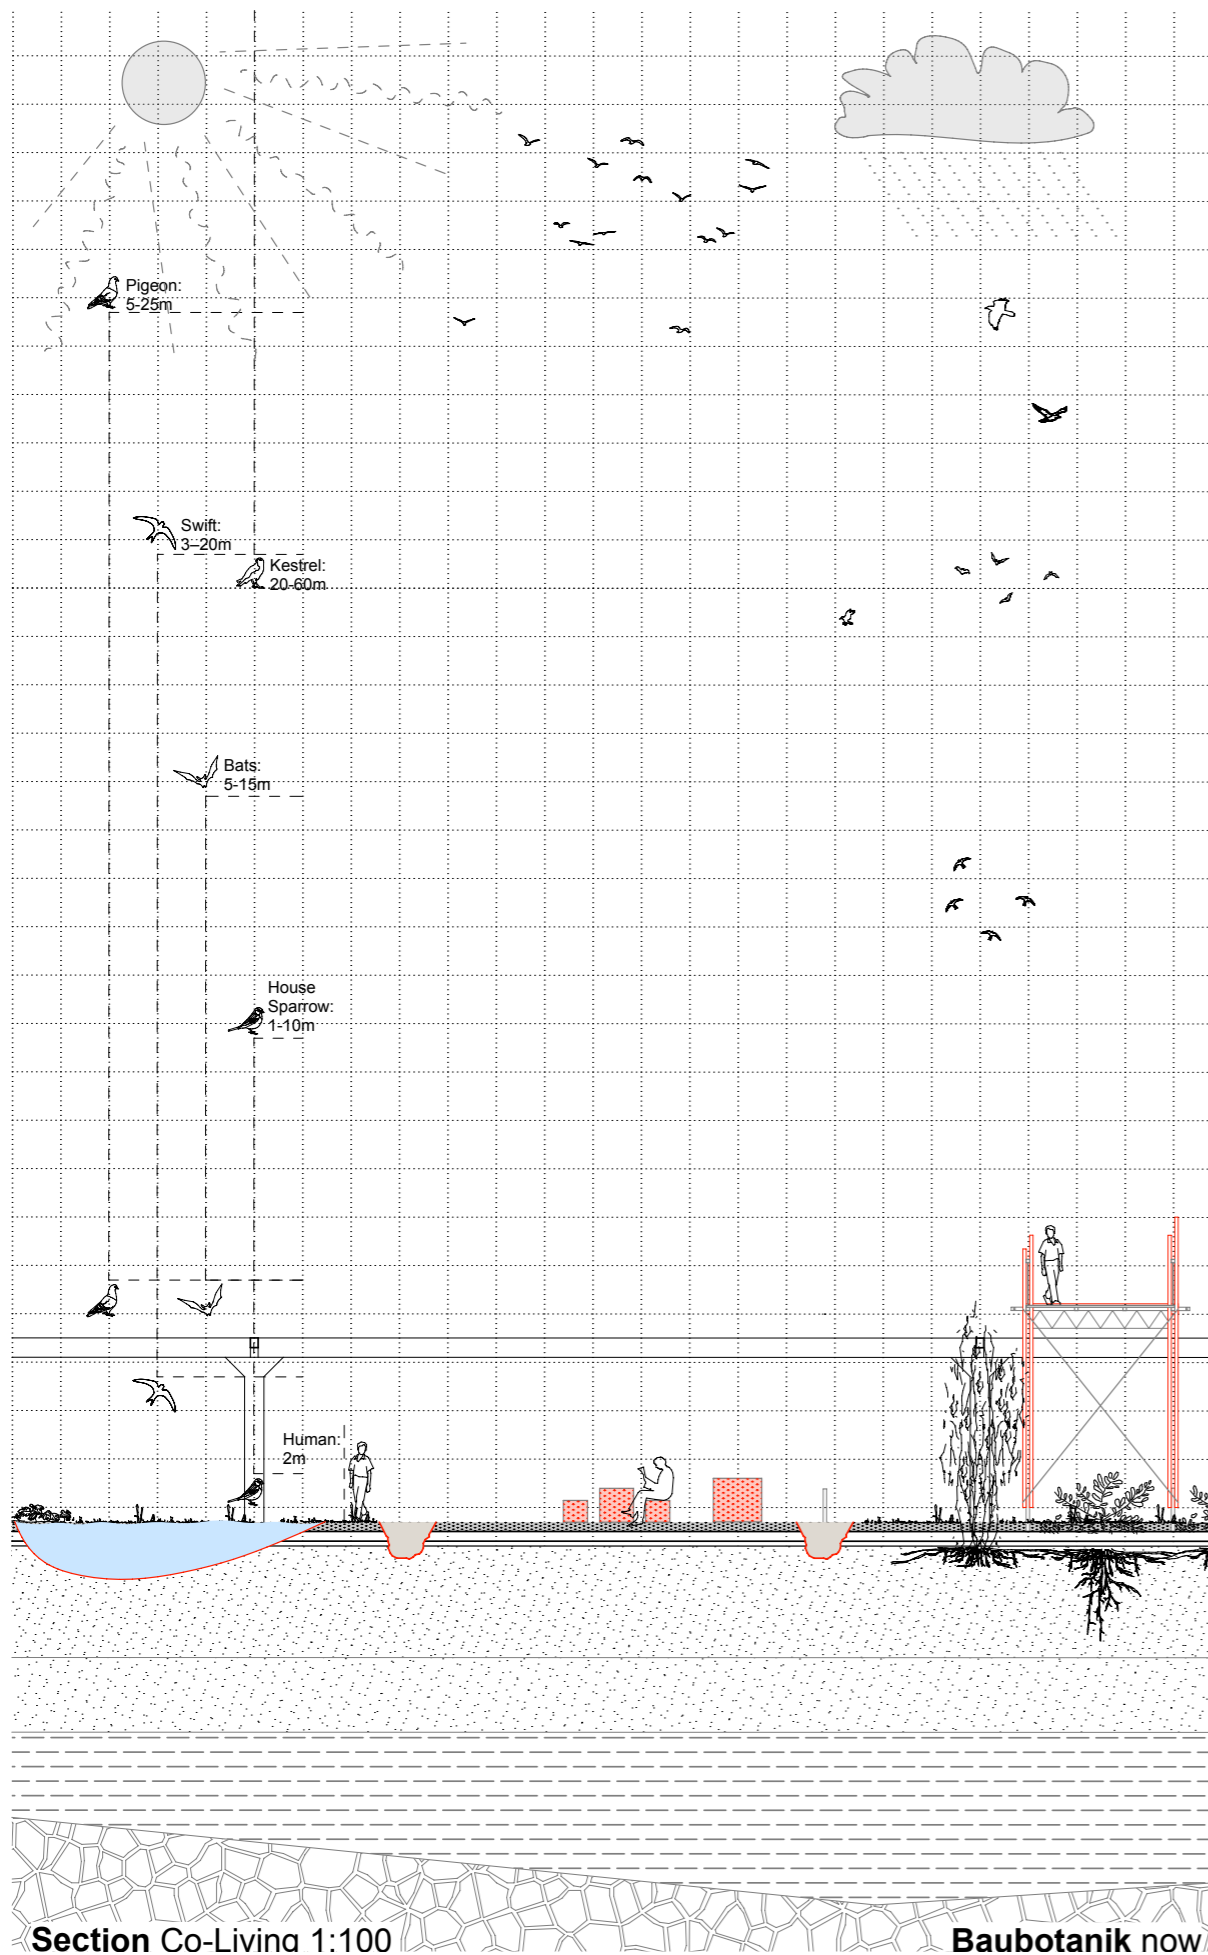 Pigeon:
5-25m
Swift:
3–20m
Kestrel:
20-60m
Bats:
5-15m
House
Sparrow:
1-10m
Human:
2m
Section Co-Living 1:100
Baubotanik now